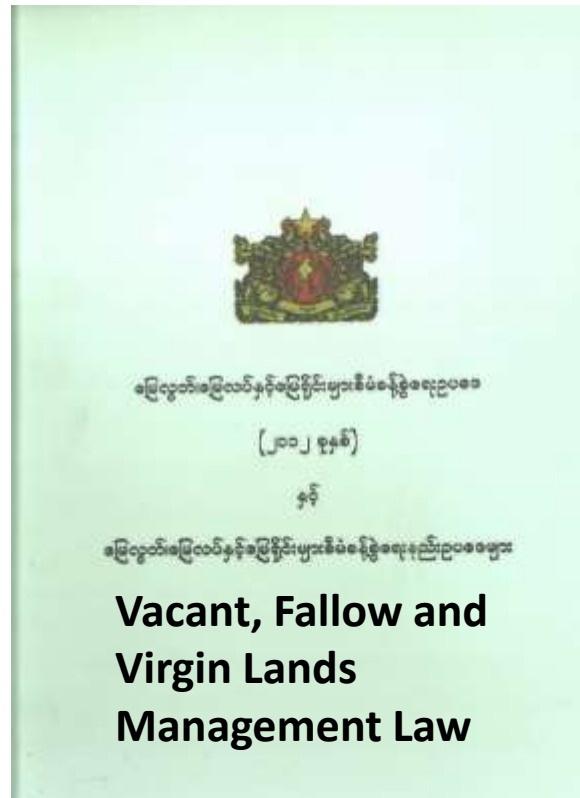 မြေလွတ်၊မြေလပ်နှင့်မြေရိုင်းများစီမံခန့်ခွဲရေးဥပဒေ
(၂၀၁၂ ခုနှစ်)
နှင့်
မြေလွတ်၊မြေလပ်နှင့်မြေရိုင်းများစီမံခန့်ခွဲရေးနည်းဥပဒေများ
Vacant, Fallow and
Virgin Lands
Management Law